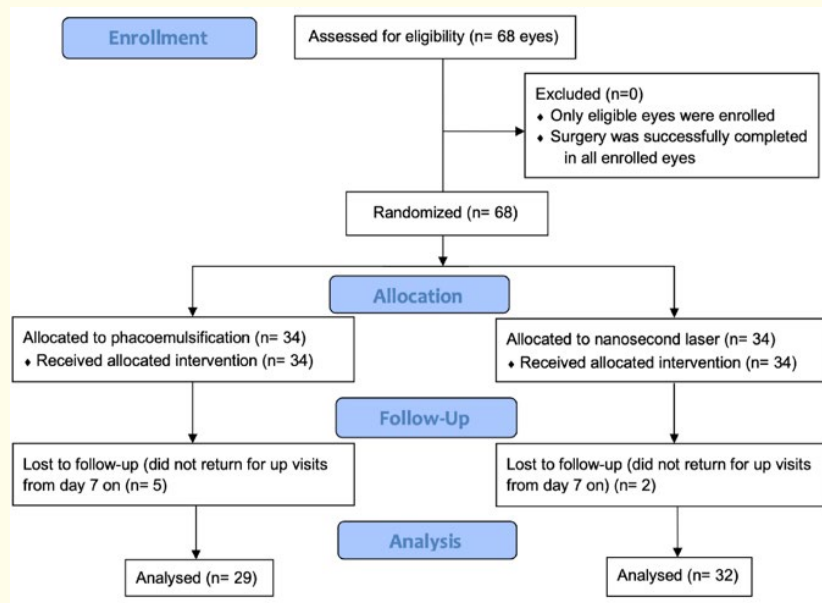 Enrollment
Assessed for eligibility (n= 68 eyes)
Excluded (n=0)
♦ Only eligible eyes were enrolled
♦ Surgery was successfully completed
in all enrolled eyes
Randomized (n= 68)
Allocation
Allocated to phacoemulsification (n= 34)
♦ Received allocated intervention (n= 34)
Allocated to nanosecond laser (n= 34)
♦ Received allocated intervention (n= 34)
Follow-Up
Lost to follow-up (did not return for up visits
from day 7 on (n= 5)
Lost to follow-up (did not return for up visits
from day 7 on) (n= 2)
Analysis
Analysed (n= 29)
Analysed (n= 32)